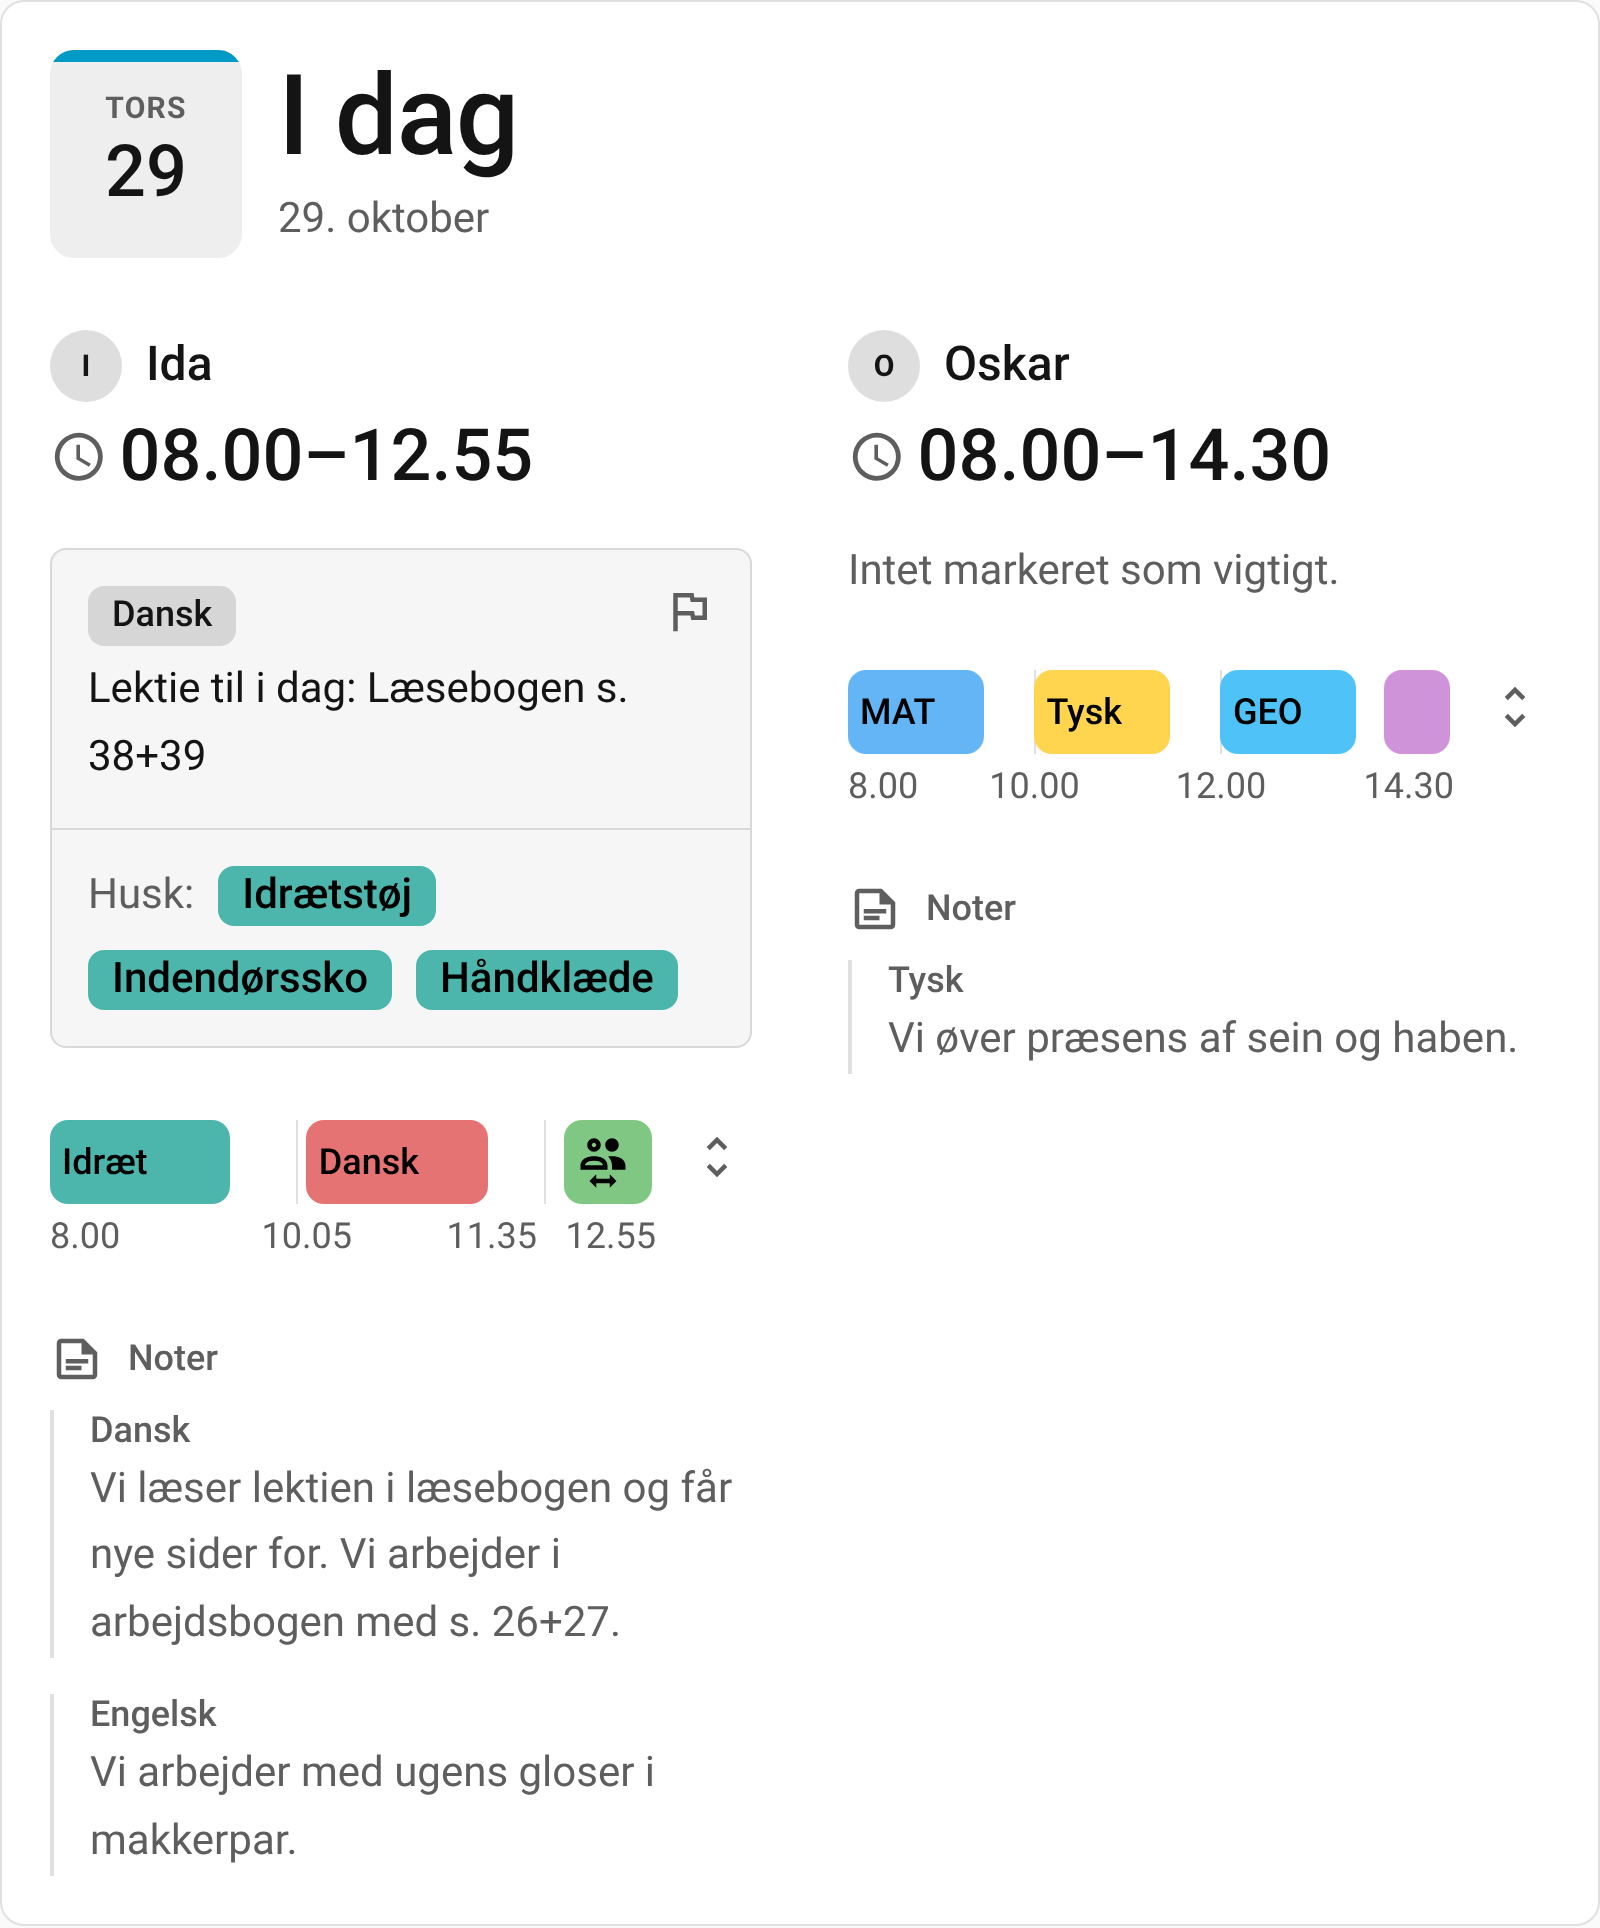 TORS
29
I dag
29. oktober
I
Ida
08.00–12.55
Dansk
Lektie til i dag: Læsebogen s.
38+39
Husk: Idrætstøj
Indendørssko Håndklæde
Idræt Dansk
8.00 10.05 11.35 12.55
Noter
Dansk
Vi læser lektien i læsebogen og får
nye sider for. Vi arbejder i
arbejdsbogen med s. 26+27.
Engelsk
Vi arbejder med ugens gloser i
makkerpar.
O
Oskar
08.00–14.30
Intet markeret som vigtigt.
MAT Tysk GEO
8.00 10.00 12.00 14.30
Noter
Tysk
Vi øver præsens af sein og haben.